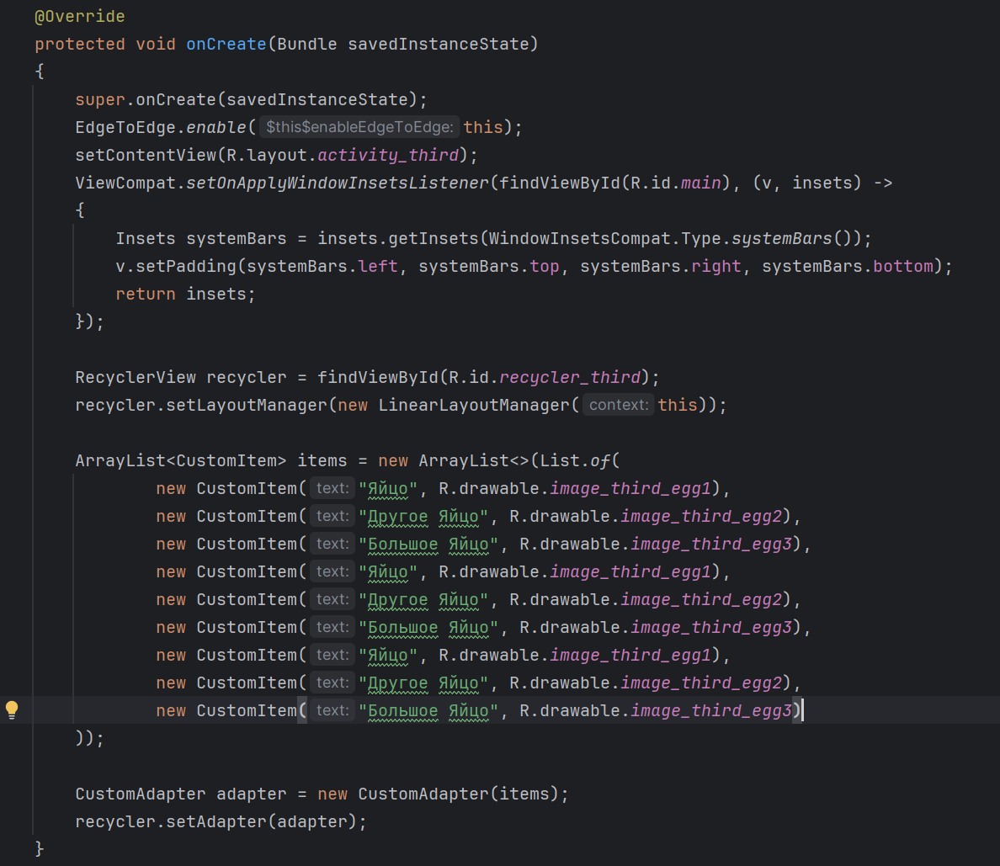 @Override
protected void onCreate(Bundle savedInstanceState)
{
super.onCreate(savedInstanceState);
EdgeToEdge.enable( $this$enableEdgeToEdge: this);
setContentView(R.layout.activity_third);
ViewCompat.setOnApplyWindowInsetsListener(findViewById(R.id.main), (v, insets) ->
{
Insets systemBars = insets.getInsets(WindowInsetsCompat.Type.systemBars());
v.setPadding(systemBars.left, systemBars.top, systemBars.right, systemBars.bottom);
return insets;
});
RecyclerView recycler = findViewById(R.id.recycler_third);
recycler.setLayoutManager(new LinearLayoutManager( context: this));
ArrayList<CustomItem> items = new ArrayList<>(List.of(
new CustomItem( text: "Яйцо", R.drawable.image_third_egg1),
new CustomItem( text: "Другое Яйцо", R.drawable.image_third_egg2),
new CustomItem( text: "Большое Яйцо", R.drawable.image_third_egg3),
new CustomItem( text: "Яйцо", R.drawable.image_third_egg1),
new CustomItem( text: "Другое Яйцо", R.drawable.image_third_egg2),
new CustomItem( text: "Большое Яйцо", R.drawable.image_third_egg3),
new CustomItem( text: "Яйцо", R.drawable.image_third_egg1),
new CustomItem( text: "Другое Яйцо", R.drawable.image_third_egg2),
new CustomItem( text: "Большое Яйцо", R.drawable.image_third_egg3)
));
CustomAdapter adapter = new CustomAdapter(items);
recycler.setAdapter(adapter);
}